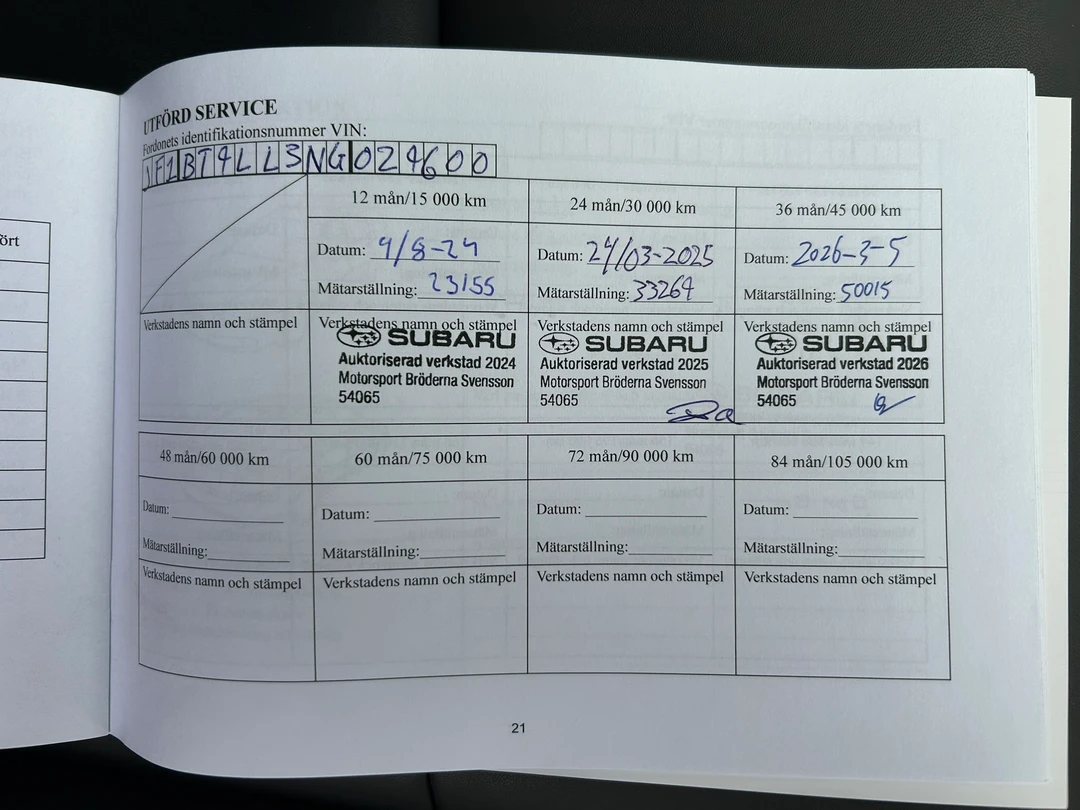 ört
UTFÖRD SERVICE
Fordonets identifikationsnummer VIN:
JF1BT9LL3NG029600
12 mån/15 000 km
24 mån/30 000 km
36 mån/45 000 km
Datum: 9/8-24
Datum: 24/03-2025
Datum: 2026-3-5
Mätarställning: 23155
Mätarställning: 33269
Mätarställning: 50015
Verkstadens namn och stämpel
Verkstadens namn och stämpel
SUBARU
Auktoriserad verkstad 2024
Motorsport Bröderna Svensson
54065
Verkstadens namn och stämpel
SUBARU
Auktoriserad verkstad 2025
Motorsport Bröderna Svensson
54065
Verkstadens namn och stämpel
SUBARU
Auktoriserad verkstad 2026
Motorsport Bröderna Svensson
54065
48 mån/60 000 km
60 mån/75 000 km
72 mån/90 000 km
84 mån/105 000 km
Datum:
Datum:
Datum:
Datum:
Mätarställning:
Mätarställning:
Mätarställning:
Mätarställning:
Verkstadens namn och stämpel
Verkstadens namn och stämpel
Verkstadens namn och stämpel
Verkstadens namn och stämpel
21